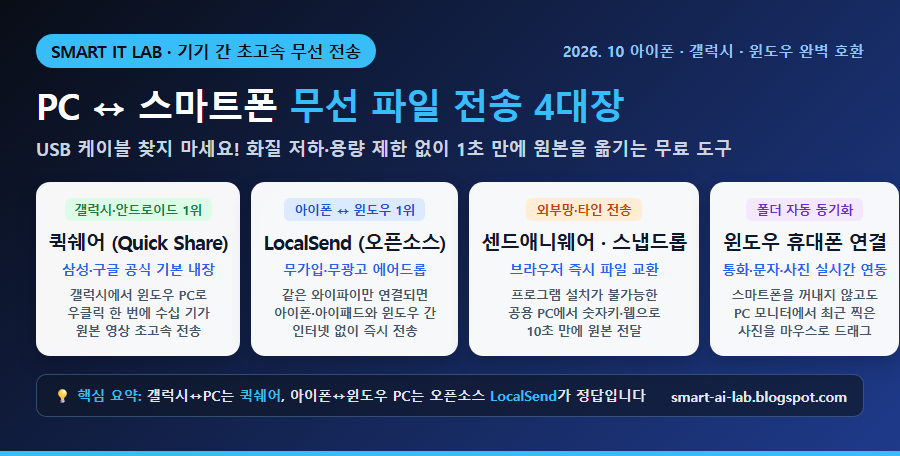 SMART IT LAB · 기기 간 초고속 무선 전송
2026. 10 아이폰 · 갤럭시 · 윈도우 완벽 호환
PC ↔ 스마트폰 무선 파일 전송 4대장
USB 케이블 찾지 마세요! 화질 저하·용량 제한 없이 1초 만에 원본을 옮기는 무료 도구
갤럭시·안드로이드 1위
퀵쉐어 (Quick Share)
삼성·구글 공식 기본 내장
갤럭시에서 윈도우 PC로
우클릭 한 번에 수십 기가
원본 영상 초고속 전송
아이폰 ↔ 윈도우 1위
LocalSend (오픈소스)
무가입·무광고 에어드롭
같은 와이파이만 연결되면
아이폰·아이패드와 윈도우 간
인터넷 없이 즉시 전송
외부망·타인 전송
센드애니웨어 · 스냅드롭
브라우저 즉시 파일 교환
프로그램 설치가 불가능한
공용 PC에서 숫자키·웹으로
10초 만에 원본 전달
폴더 자동 동기화
윈도우 휴대폰 연결
통화·문자·사진 실시간 연동
스마트폰을 꺼내지 않고도
PC 모니터에서 최근 찍은
사진을 마우스로 드래그
💡 핵심 요약: 갤럭시↔PC는 퀵쉐어, 아이폰↔윈도우 PC는 오픈소스 LocalSend가 정답입니다
smart-ai-lab.blogspot.com